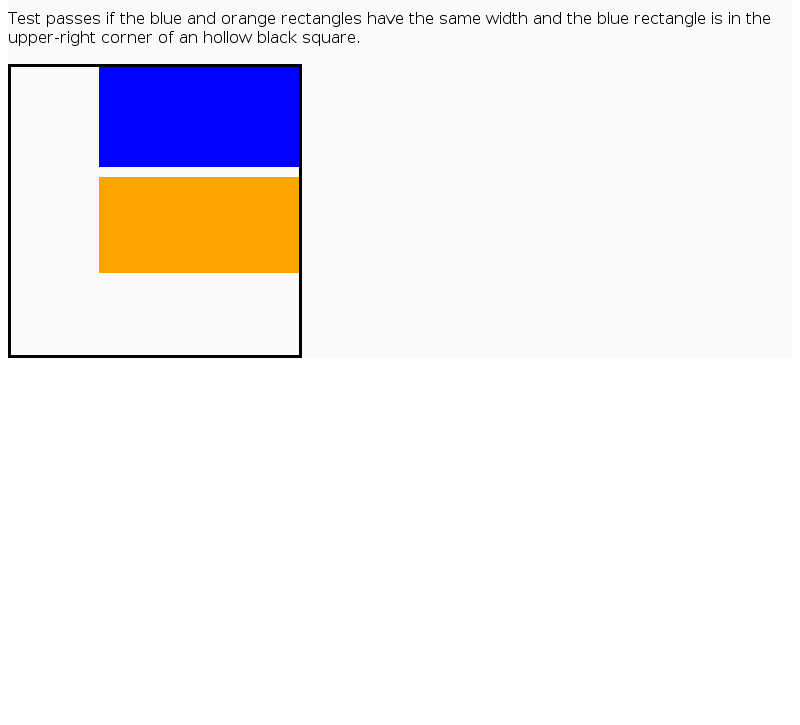 Test passes if the blue and orange rectangles have the same width and the blue rectangle is in the
upper-right corner of an hollow black square.